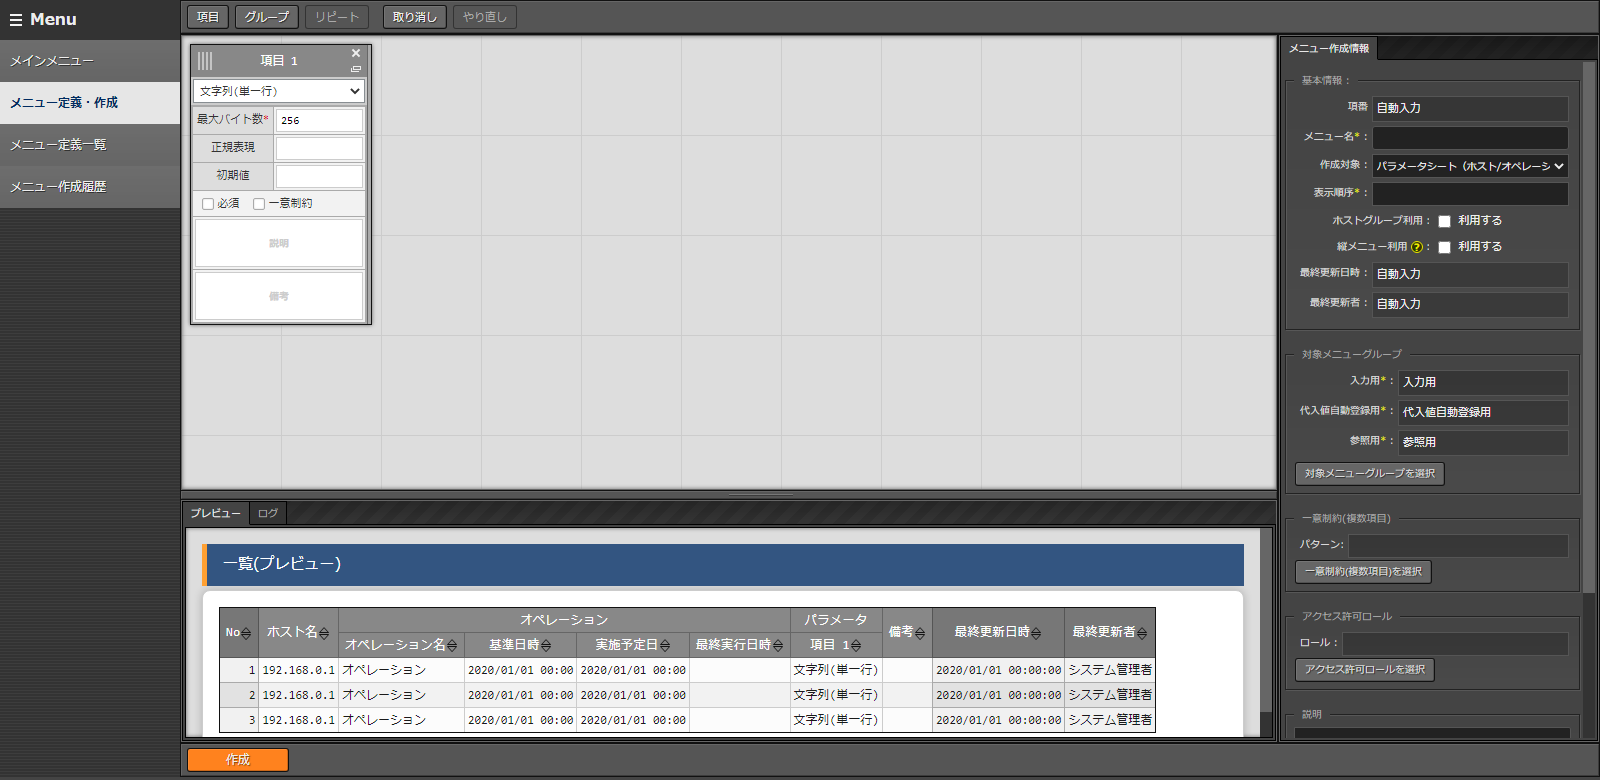 Menu
メインメニュー
メニュー定義・作成
メニュー定義一覧
メニュー作成履歴
項目 グループ リピート 取り消し やり直し
項目 1
文字列(単一行)
最大バイト数* 256
正規表現
初期値
必須 一意制約
説明
備考
プレビュー ログ
一覧(プレビュー)
No ホスト名 オペレーション パラメータ 備考 最終更新日時 最終更新者
オペレーション名 基準日時 実施予定日 最終実行日時 項目 1
1 192.168.0.1 オペレーション 2020/01/01 00:00 2020/01/01 00:00 文字列(単一行) 2020/01/01 00:00:00 システム管理者
2 192.168.0.1 オペレーション 2020/01/01 00:00 2020/01/01 00:00 文字列(単一行) 2020/01/01 00:00:00 システム管理者
3 192.168.0.1 オペレーション 2020/01/01 00:00 2020/01/01 00:00 文字列(単一行) 2020/01/01 00:00:00 システム管理者
作成
メニュー作成情報
基本情報：
項番 自動入力
メニュー名*：
作成対象： パラメータシート（ホスト/オペレーシ
表示順序*：
ホストグループ利用： 利用する
縦メニュー利用?： 利用する
最終更新日時： 自動入力
最終更新者： 自動入力
対象メニューグループ
入力用*： 入力用
代入値自動登録用*： 代入値自動登録用
参照用*： 参照用
対象メニューグループを選択
一意制約(複数項目)
パターン:
一意制約(複数項目)を選択
アクセス許可ロール
ロール：
アクセス許可ロールを選択
説明